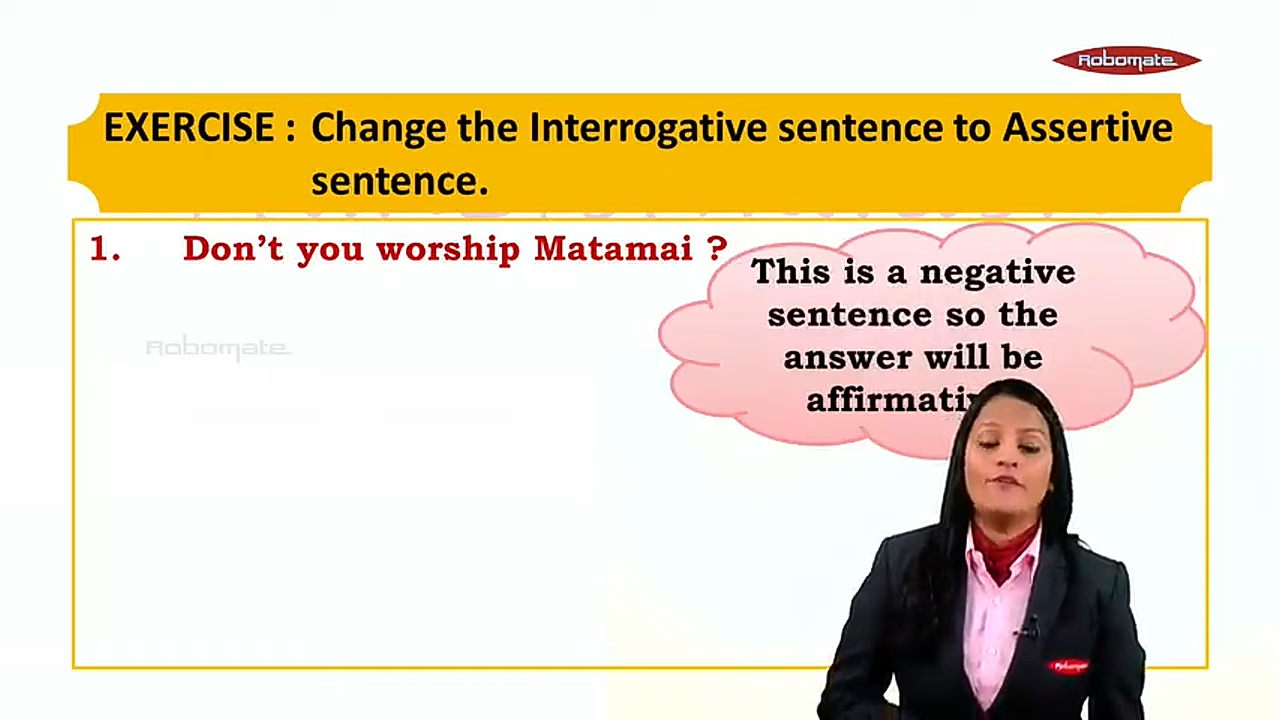 Robomate
EXERCISE : Change the Interrogative sentence to Assertive
sentence.
1. Don’t you worship Matamai ?
This is a negative
sentence so the
answer will be
Robomate
Robomate